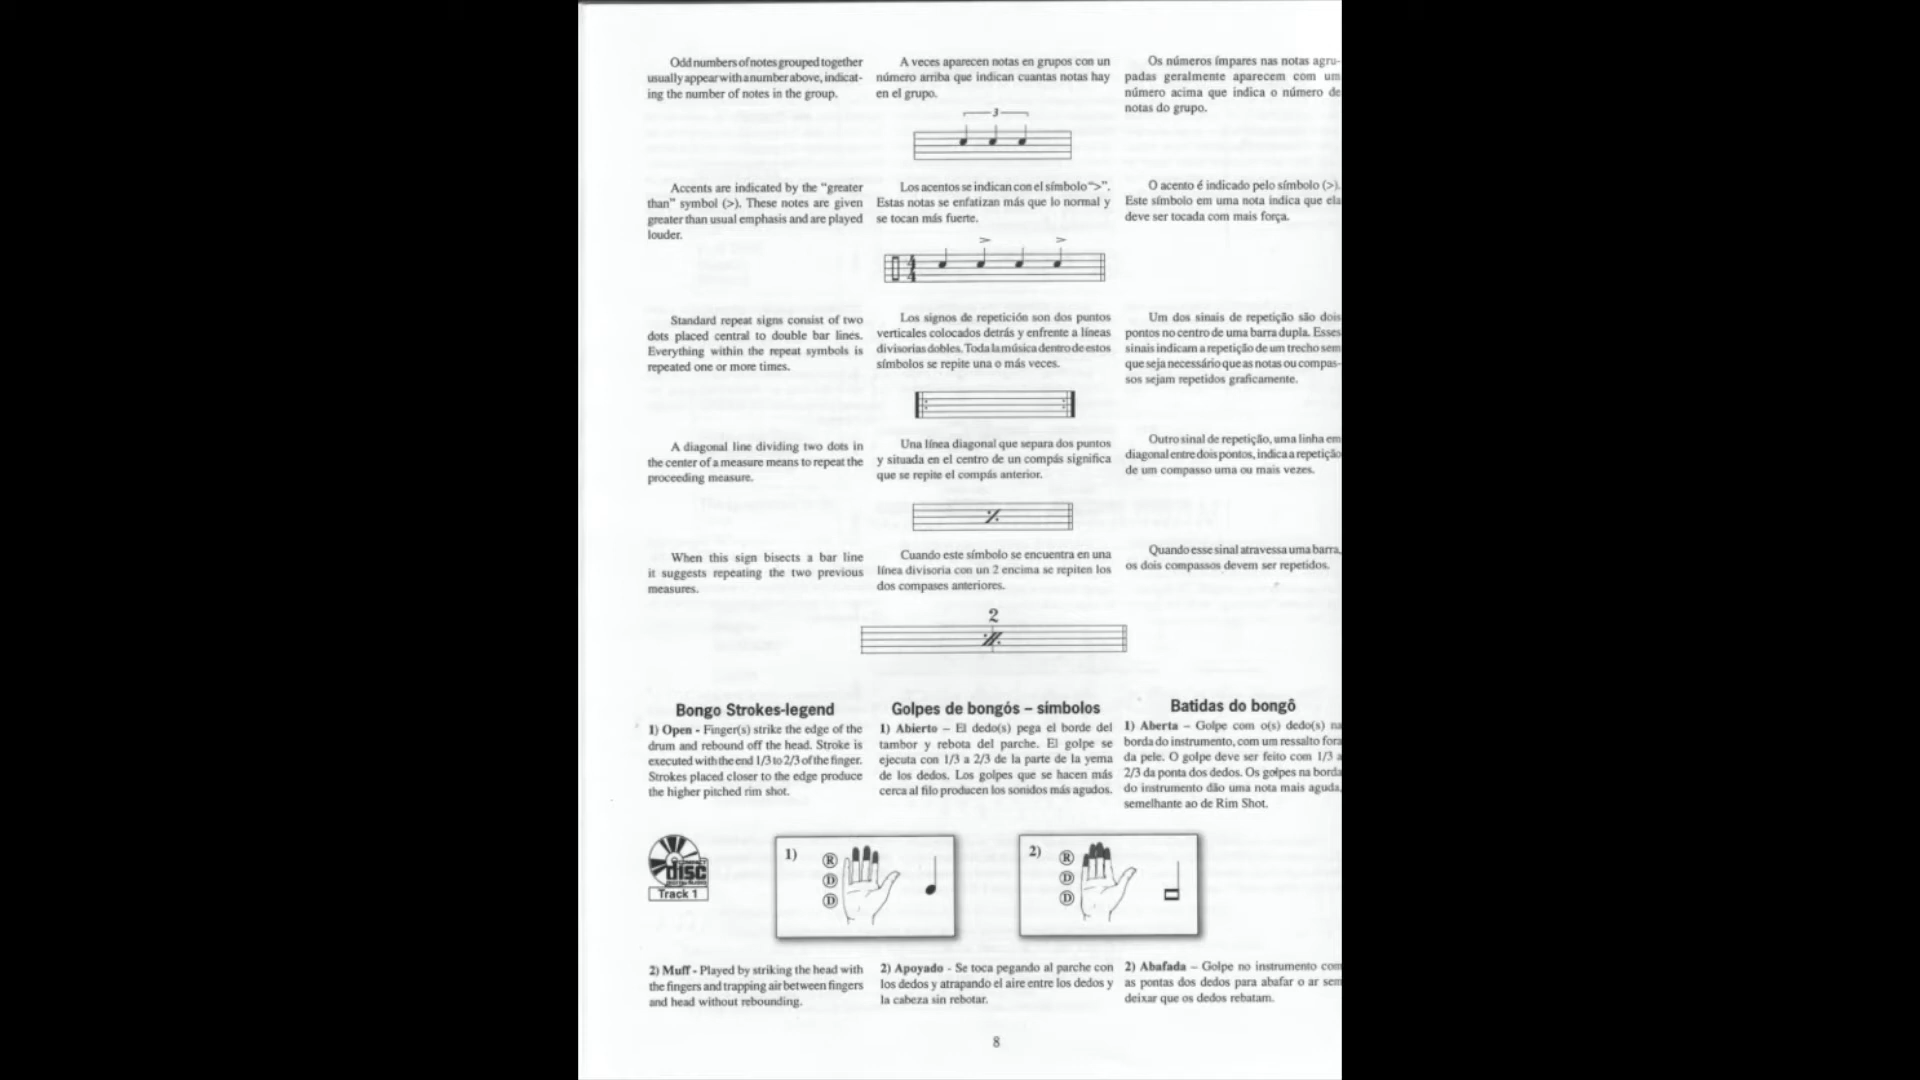 Odd numbers of notes grouped together
usually appear with a number above, indicat-
ing the number of notes in the group.
A veces aparecen notas en grupos con un
número arriba que indican cuantas notas hay
en el grupo.
Os números ímpares nas notas agru-
padas geralmente aparecem com um
número acima que indica o número de
notas do grupo.
3
Accents are indicated by the "greater
than" symbol (>). These notes are given
greater than usual emphasis and are played
louder.
Los acentos se indican con el símbolo ">".
Estas notas se enfatizan más que lo normal y
se tocan más fuerte.
O acento é indicado pelo símbolo (>).
Este símbolo em uma nota indica que ela
deve ser tocada com mais força.
> >
4
4
Standard repeat signs consist of two
dots placed central to double bar lines.
Everything within the repeat symbols is
repeated one or more times.
Los signos de repetición son dos puntos
verticales colocados detrás y enfrente a líneas
divisorias dobles. Toda la música dentro de estos
símbolos se repite una o más veces.
Um dos sinais de repetição são dois
pontos no centro de uma barra dupla. Esses
sinais indicam a repetição de um trecho sem
que seja necessário que as notas ou compas-
sos sejam repetidos graficamente.
A diagonal line dividing two dots in
the center of a measure means to repeat the
proceeding measure.
Una línea diagonal que separa dos puntos
y situada en el centro de un compás significa
que se repite el compás anterior.
Outro sinal de repetição, uma linha em
diagonal entre dois pontos, indica a repetição
de um compasso uma ou mais vezes.
When this sign bisects a bar line
it suggests repeating the two previous
measures.
Cuando este símbolo se encuentra en una
línea divisoria con un 2 encima se repiten los
dos compases anteriores.
Quando esse sinal atravessa uma barra,
os dois compassos devem ser repetidos.
2
Bongo Strokes-legend
1) Open - Finger(s) strike the edge of the
drum and rebound off the head. Stroke is
executed with the end 1/3 to 2/3 of the finger.
Strokes placed closer to the edge produce
the higher pitched rim shot.
Golpes de bongós – símbolos
1) Abierto – El dedo(s) pega el borde del
tambor y rebota del parche. El golpe se
ejecuta con 1/3 a 2/3 de la parte de la yema
de los dedos. Los golpes que se hacen más
cerca al filo producen los sonidos más agudos.
Batidas do bongô
1) Aberta – Golpe com o(s) dedo(s) na
borda do instrumento, com um ressalto fora
da pele. O golpe deve ser feito com 1/3 a
2/3 da ponta dos dedos. Os golpes na borda
do instrumento dão uma nota mais aguda,
semelhante ao de Rim Shot.
COMPACT
disc
Track 1
1)
R
D
D
2)
R
D
D
2) Muff - Played by striking the head with
the fingers and trapping air between fingers
and head without rebounding.
2) Apoyado - Se toca pegando al parche con
los dedos y atrapando el aire entre los dedos y
la cabeza sin rebotar.
2) Abafada – Golpe no instrumento com
as pontas dos dedos para abafar o ar sem
deixar que os dedos rebatam.
8